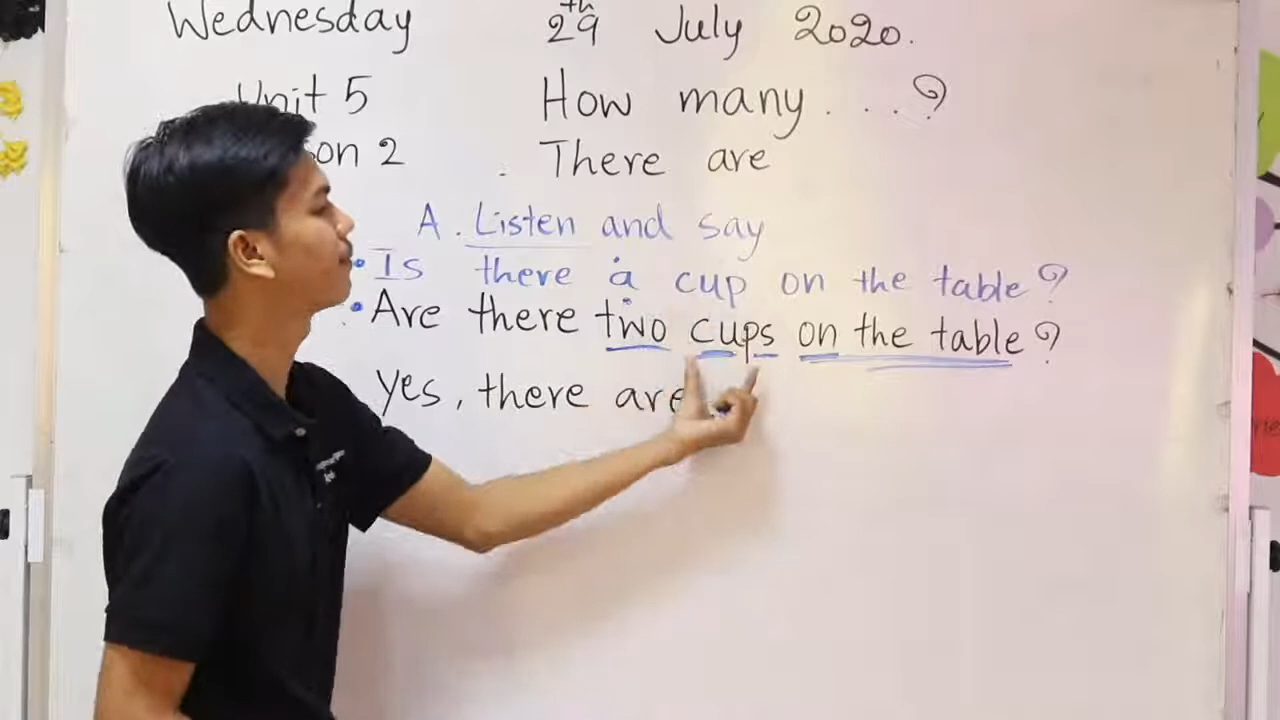 Wednesday 29th July 2020.
Unit 5 How many . . . ?
on 2 There are
A. Listen and say
• Is there a cup on the table?
• Are there two cups on the table?
Yes, there are.